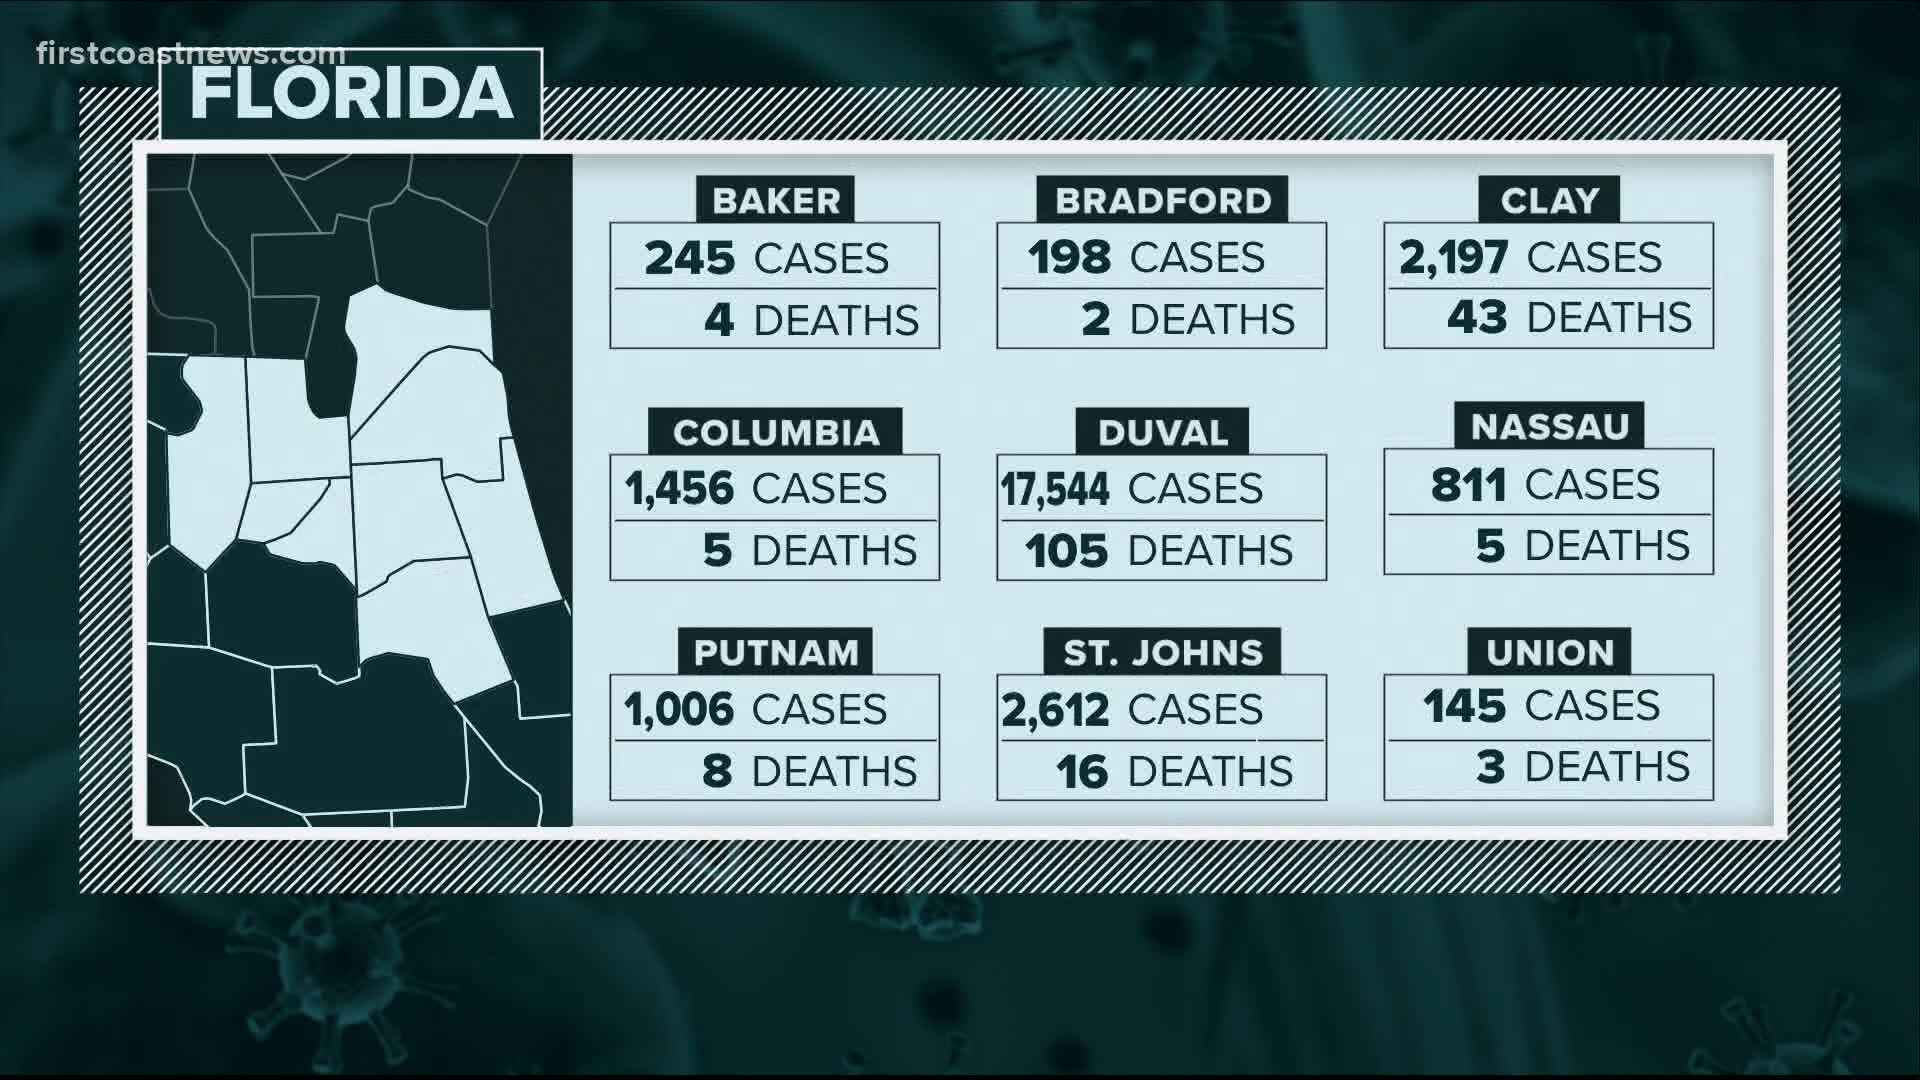 firstcoastnews.com
FLORIDA
BAKER
245 CASES
4 DEATHS
BRADFORD
198 CASES
2 DEATHS
CLAY
2,197 CASES
43 DEATHS
COLUMBIA
1,456 CASES
5 DEATHS
DUVAL
17,544 CASES
105 DEATHS
NASSAU
811 CASES
5 DEATHS
PUTNAM
1,006 CASES
8 DEATHS
ST. JOHNS
2,612 CASES
16 DEATHS
UNION
145 CASES
3 DEATHS